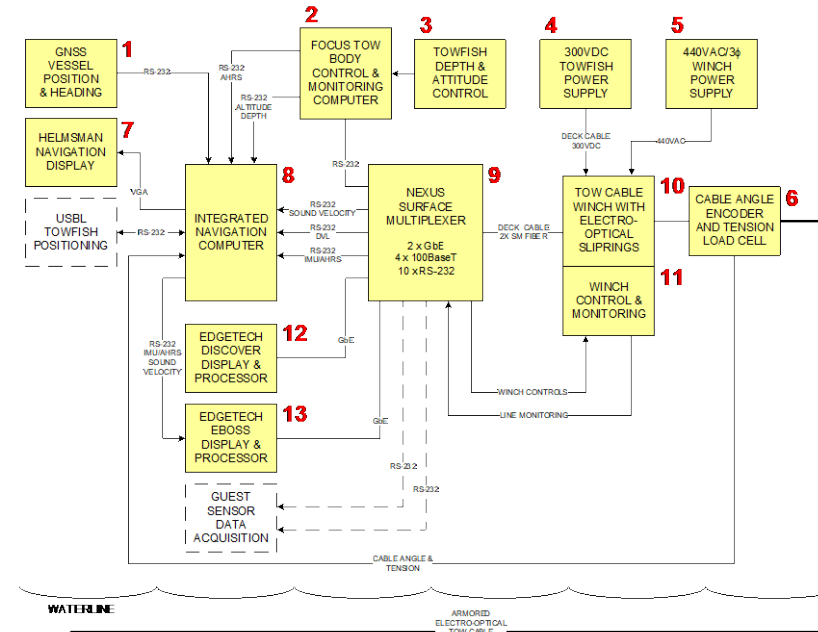 1
GNSS
VESSEL
POSITION
& HEADING
2
FOCUS TOW
BODY
CONTROL &
MONITORING
COMPUTER
3
TOWFISH
DEPTH &
ATTITUDE
CONTROL
4
300VDC
TOWFISH
POWER
SUPPLY
5
440VAC/3ϕ
WINCH
POWER
SUPPLY
RS-232
RS-232
AHRS
RS-232
ALTITUDE
DEPTH
RS-232
DECK CABLE
300VDC
440VAC
7
HELMSMAN
NAVIGATION
DISPLAY
VGA
USBL
TOWFISH
POSITIONING
RS-232
8
INTEGRATED
NAVIGATION
COMPUTER
RS-232
SOUND VELOCITY
RS-232
DVL
RS-232
IMU/AHRS
9
NEXUS
SURFACE
MULTIPLEXER
2 x GbE
4 x 100BaseT
10 xRS-232
DECK CABLE
2X SM FIBER
10
TOW CABLE
WINCH WITH
ELECTRO-
OPTICAL
SLIPRINGS
6
CABLE ANGLE
ENCODER
AND TENSION
LOAD CELL
11
WINCH
CONTROL &
MONITORING
RS-232
IMU/AHRS
SOUND
VELOCITY
12
EDGETECH
DISCOVER
DISPLAY &
PROCESSOR
GbE
13
EDGETECH
EBOSS
DISPLAY &
PROCESSOR
GbE
WINCH CONTROLS
LINE MONITORING
RS-232
RS-232
GUEST
SENSOR
DATA
ACQUISITION
CABLE ANGLE &
TENSION
WATERLINE
ARMORED
ELECTRO-OPTICAL
TOW CABLE